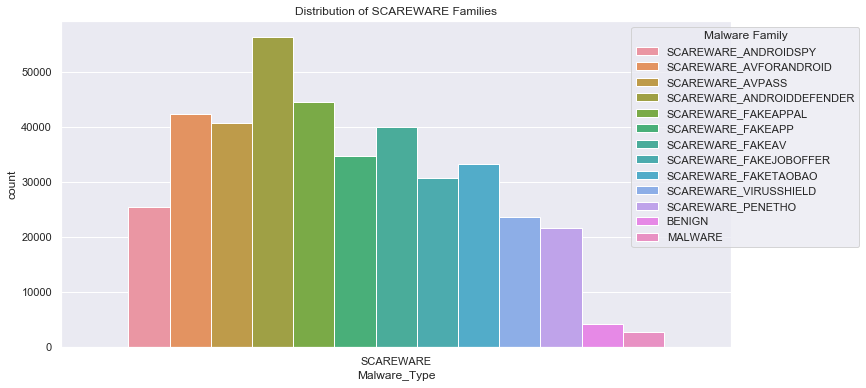 Distribution of SCAREWARE Families
Malware Family
SCAREWARE_ANDROIDSPY
SCAREWARE_AVFORANDROID
SCAREWARE_AVPASS
SCAREWARE_ANDROIDDEFENDER
SCAREWARE_FAKEAPPAL
SCAREWARE_FAKEAPP
SCAREWARE_FAKEAV
SCAREWARE_FAKEJOBOFFER
SCAREWARE_FAKETAOBAO
SCAREWARE_VIRUSSHIELD
SCAREWARE_PENETHO
BENIGN
MALWARE
count
50000
40000
30000
20000
10000
0
SCAREWARE
Malware_Type